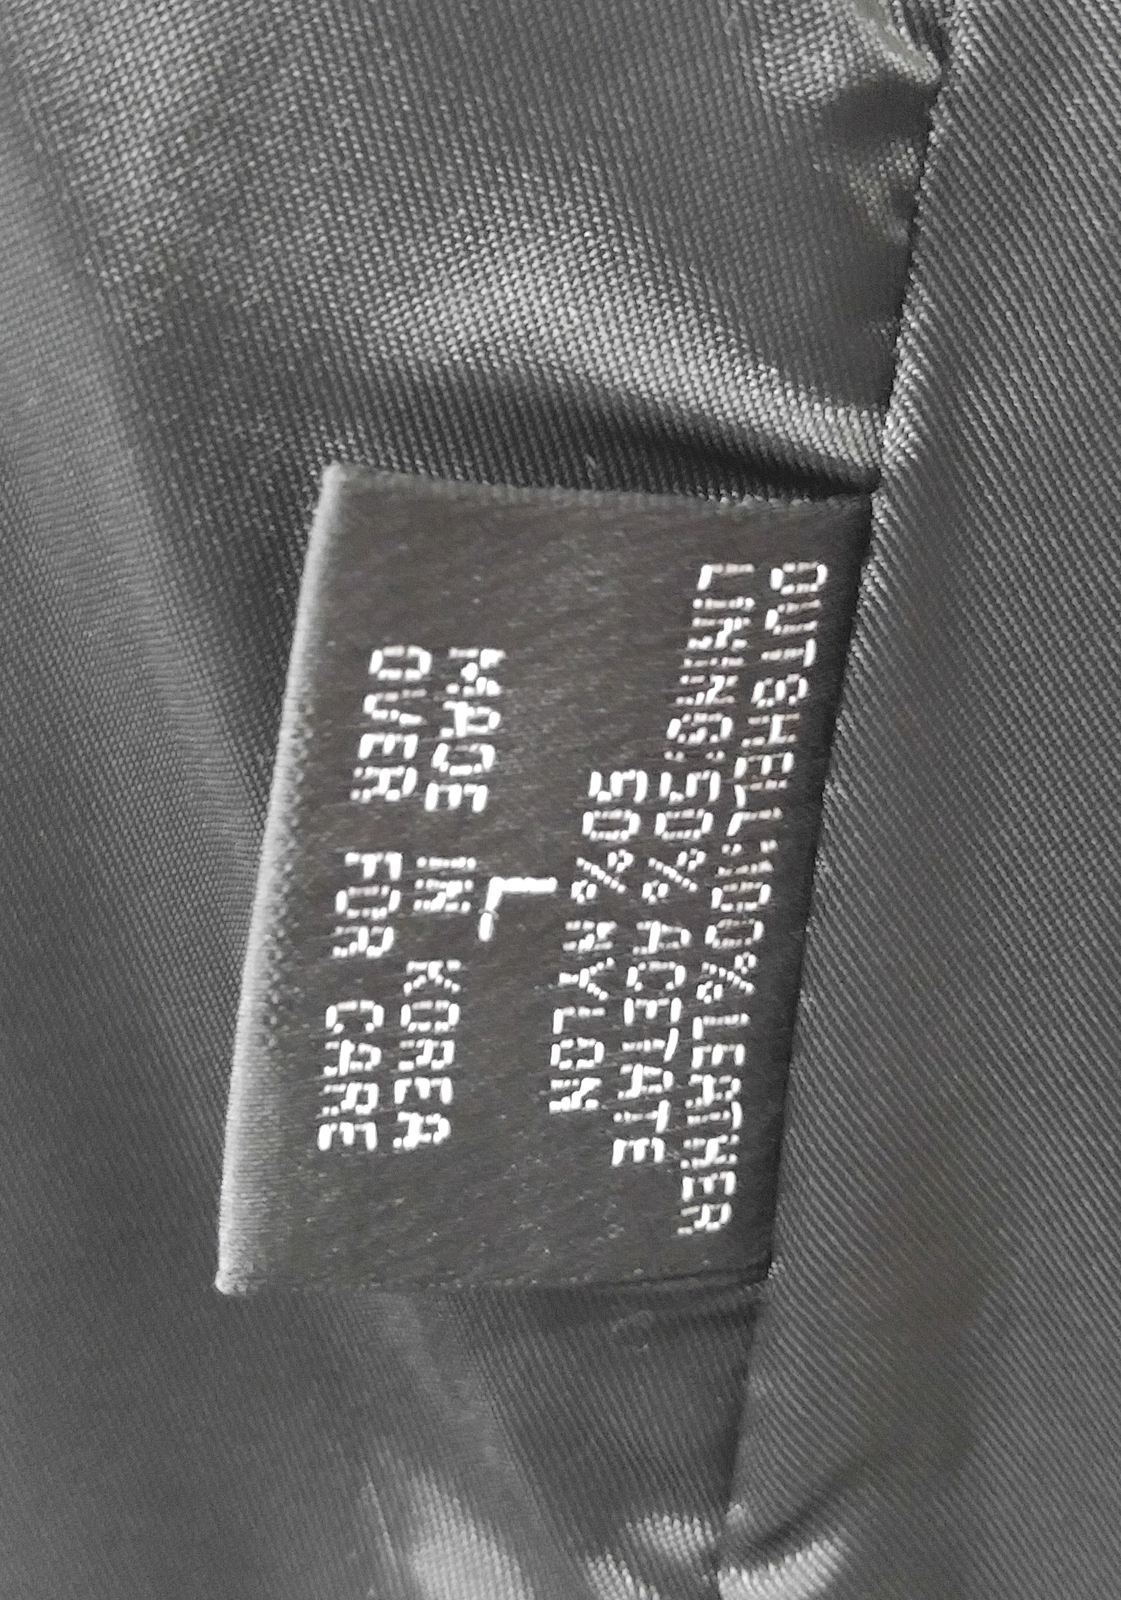 OUTSHELL:100%LEATHER
LINING:50%ACETATE
50%NYLON
L
MADE IN KOREA
OVER FOR CARE